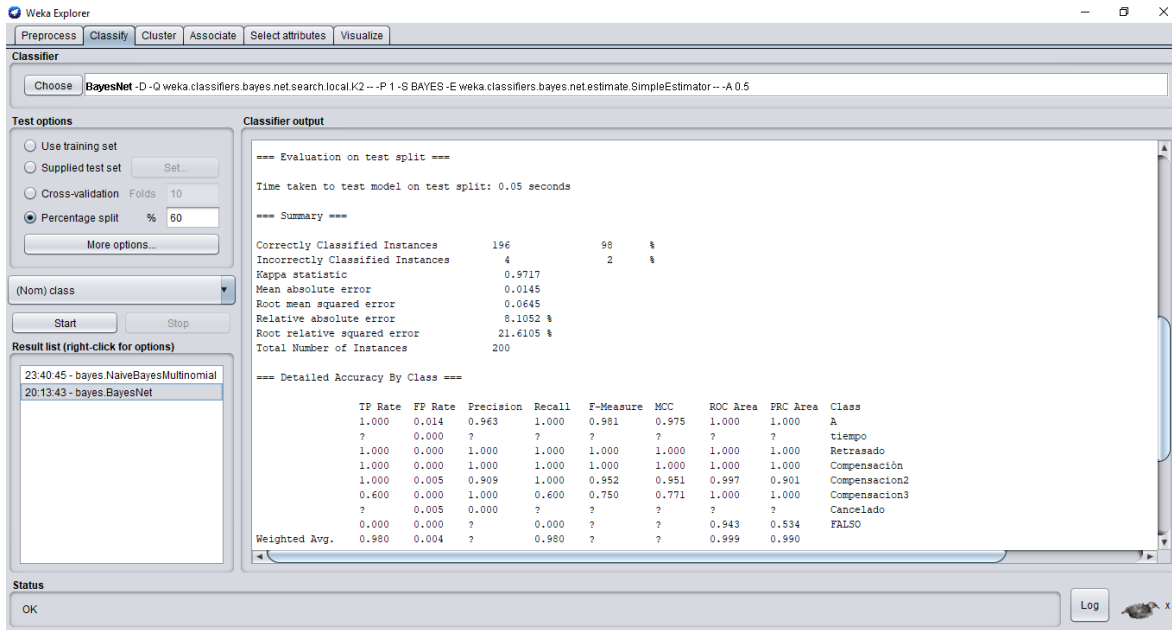 Weka Explorer
Preprocess Classify Cluster Associate Select attributes Visualize
Classifier
Choose BayesNet -D -Q weka.classifiers.bayes.net.search.local.K2 -- -P 1 -S BAYES -E weka.classifiers.bayes.net.estimate.SimpleEstimator -- -A 0.5
Test options
Use training set
Supplied test set Set...
Cross-validation Folds 10
Percentage split % 60
More options...
(Nom) class
Start Stop
Result list (right-click for options)
23:40:45 - bayes.NaiveBayesMultinomial
20:13:43 - bayes.BayesNet
Classifier output
=== Evaluation on test split ===
Time taken to test model on test split: 0.05 seconds
=== Summary ===
Correctly Classified Instances 196 98 %
Incorrectly Classified Instances 4 2 %
Kappa statistic 0.9717
Mean absolute error 0.0145
Root mean squared error 0.0645
Relative absolute error 8.1052 %
Root relative squared error 21.6105 %
Total Number of Instances 200
=== Detailed Accuracy By Class ===
TP Rate FP Rate Precision Recall F-Measure MCC ROC Area PRC Area Class
1.000 0.014 0.963 1.000 0.981 0.975 1.000 1.000 A
? 0.000 ? ? ? ? ? ? tiempo
1.000 0.000 1.000 1.000 1.000 1.000 1.000 1.000 Retrasado
1.000 0.000 1.000 1.000 1.000 1.000 1.000 1.000 Compensación
1.000 0.005 0.909 1.000 0.952 0.951 0.997 0.901 Compensacion2
0.600 0.000 1.000 0.600 0.750 0.771 1.000 1.000 Compensacion3
? 0.005 0.000 ? ? ? ? ? Cancelado
0.000 0.000 ? 0.000 ? ? 0.943 0.534 FALSO
Weighted Avg. 0.980 0.004 ? 0.980 ? ? 0.999 0.990
Status
OK
Log
x